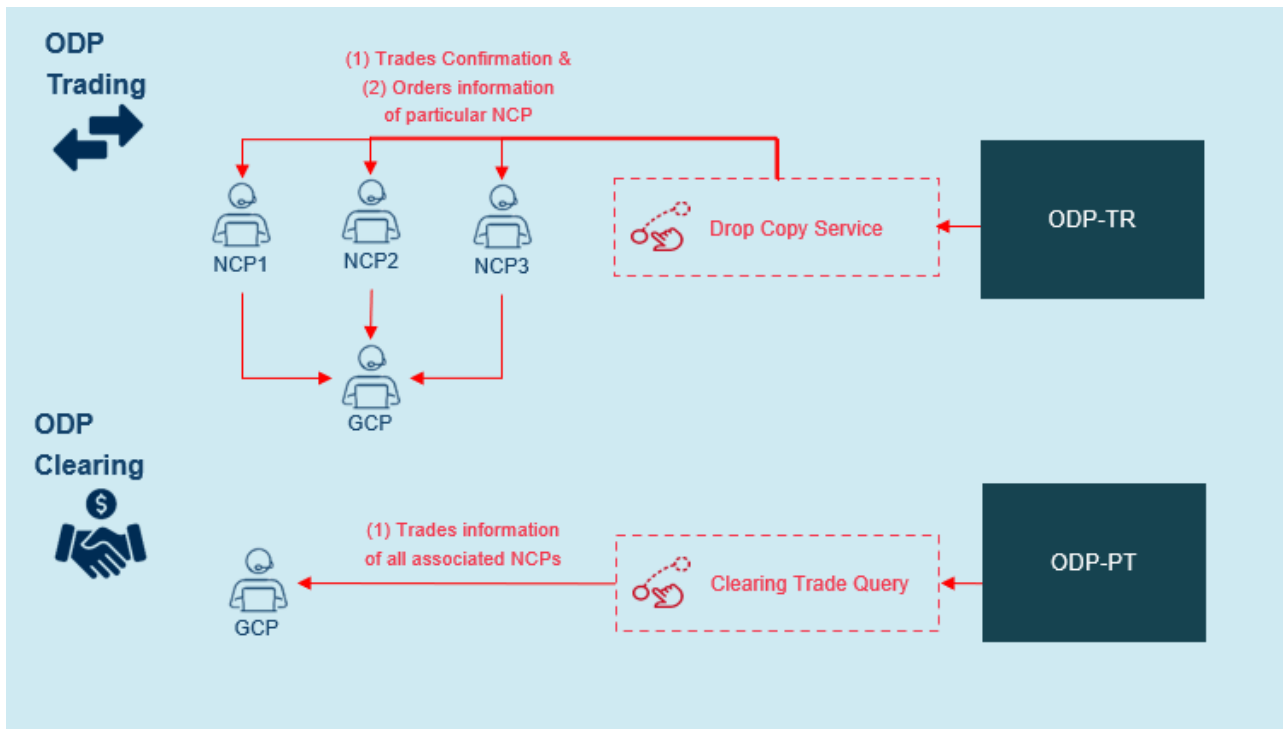 ODP
Trading
(1) Trades Confirmation &
(2) Orders information
of particular NCP
NCP1
NCP2
NCP3
Drop Copy Service
ODP-TR
GCP
ODP
Clearing
$
(1) Trades information
of all associated NCPs
GCP
Clearing Trade Query
ODP-PT